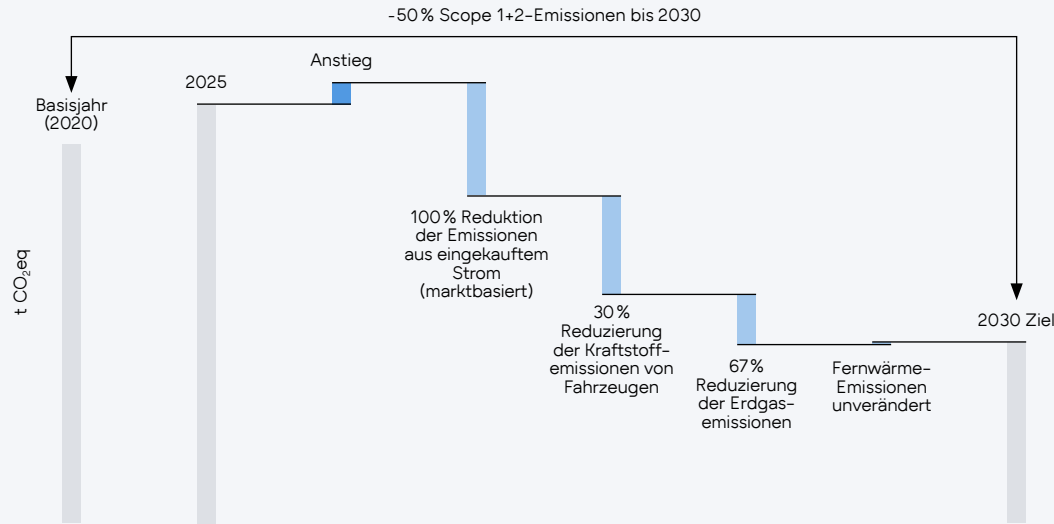 -50 % Scope 1+2-Emissionen bis 2030
Anstieg
2025
Basisjahr
(2020)
t CO₂eq
100 % Reduktion
der Emissionen
aus eingekauftem
Strom
(marktbasiert)
30 %
Reduzierung
der Kraftstoff-
emissionen von
Fahrzeugen
67 %
Reduzierung
der Erdgas-
emissionen
Fernwärme-
Emissionen
unverändert
2030 Ziel